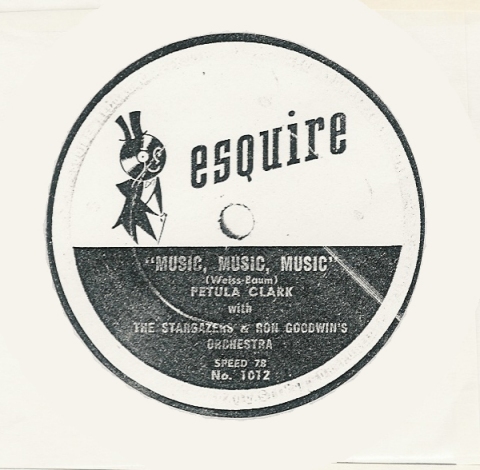 esquire
"MUSIC, MUSIC, MUSIC"
(Weiss-Baum)
PETULA CLARK
with
THE STARGAZERS & RON GOODWIN'S
ORCHESTRA
SPEED 78
No. 1012